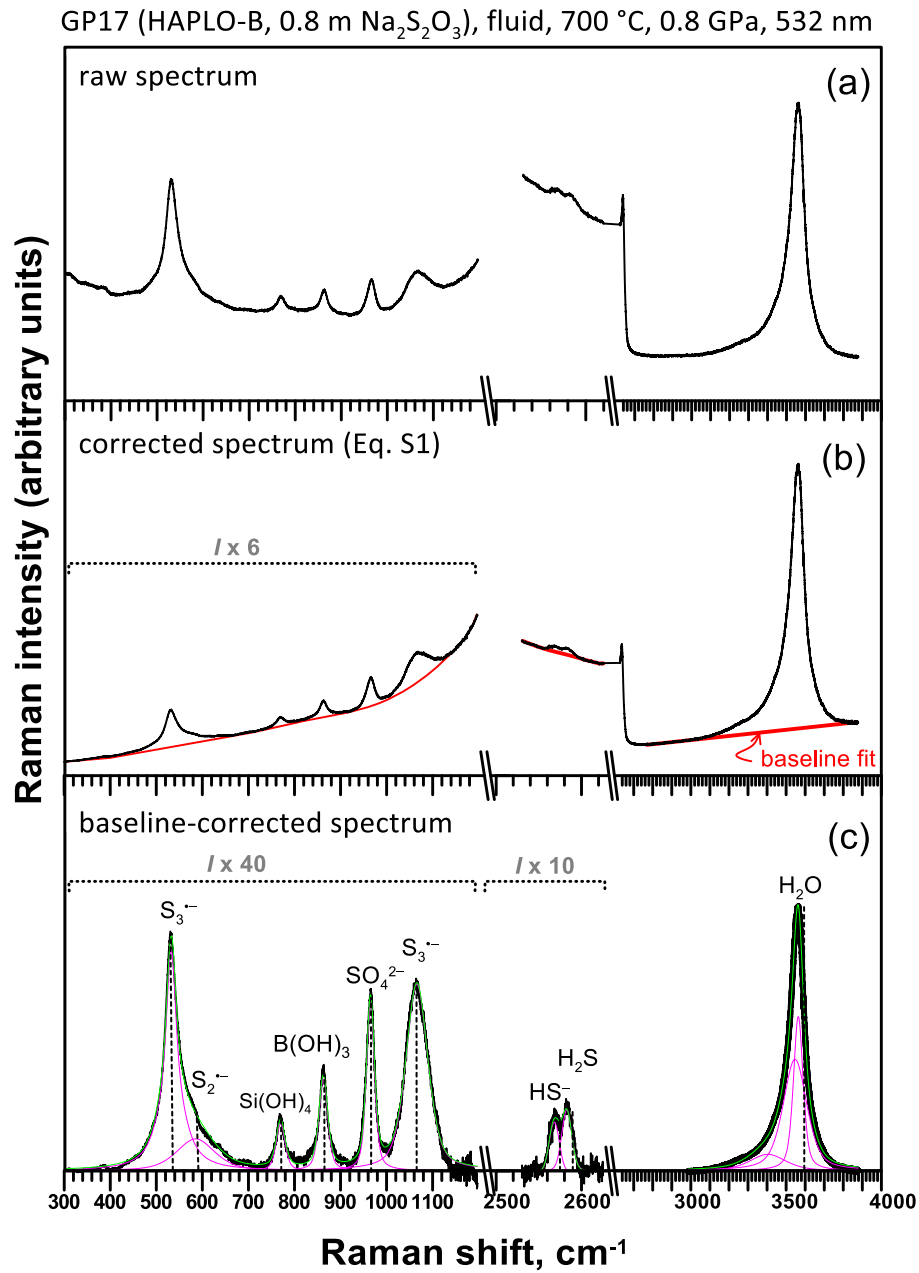 GP17 (HAPLO-B, 0.8 m Na₂S₂O₃), fluid, 700 °C, 0.8 GPa, 532 nm
raw spectrum
(a)
corrected spectrum (Eq. S1)
(b)
I x 6
baseline fit
baseline-corrected spectrum
(c)
I x 40
I x 10
S₃•–
S₂•–
Si(OH)₄
B(OH)₃
SO₄²⁻
S₃•–
HS⁻
H₂S
H₂O
300 400 500 600 700 800 900 1000 1100 2500 2600 3000 3500 4000
Raman shift, cm⁻¹
Raman intensity (arbitrary units)